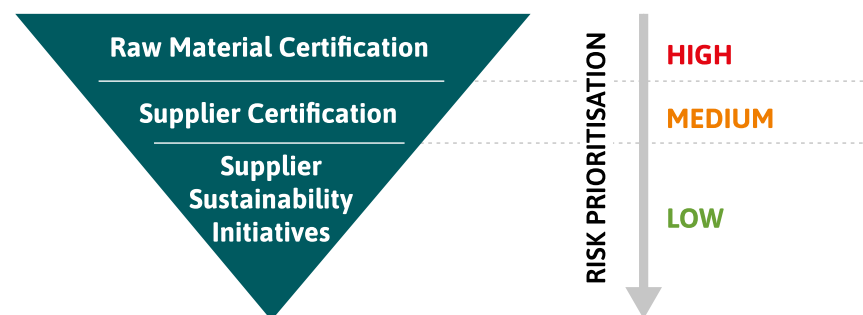 Raw Material Certification
Supplier Certification
Supplier
Sustainability
Initiatives
RISK PRIORITISATION
HIGH
MEDIUM
LOW